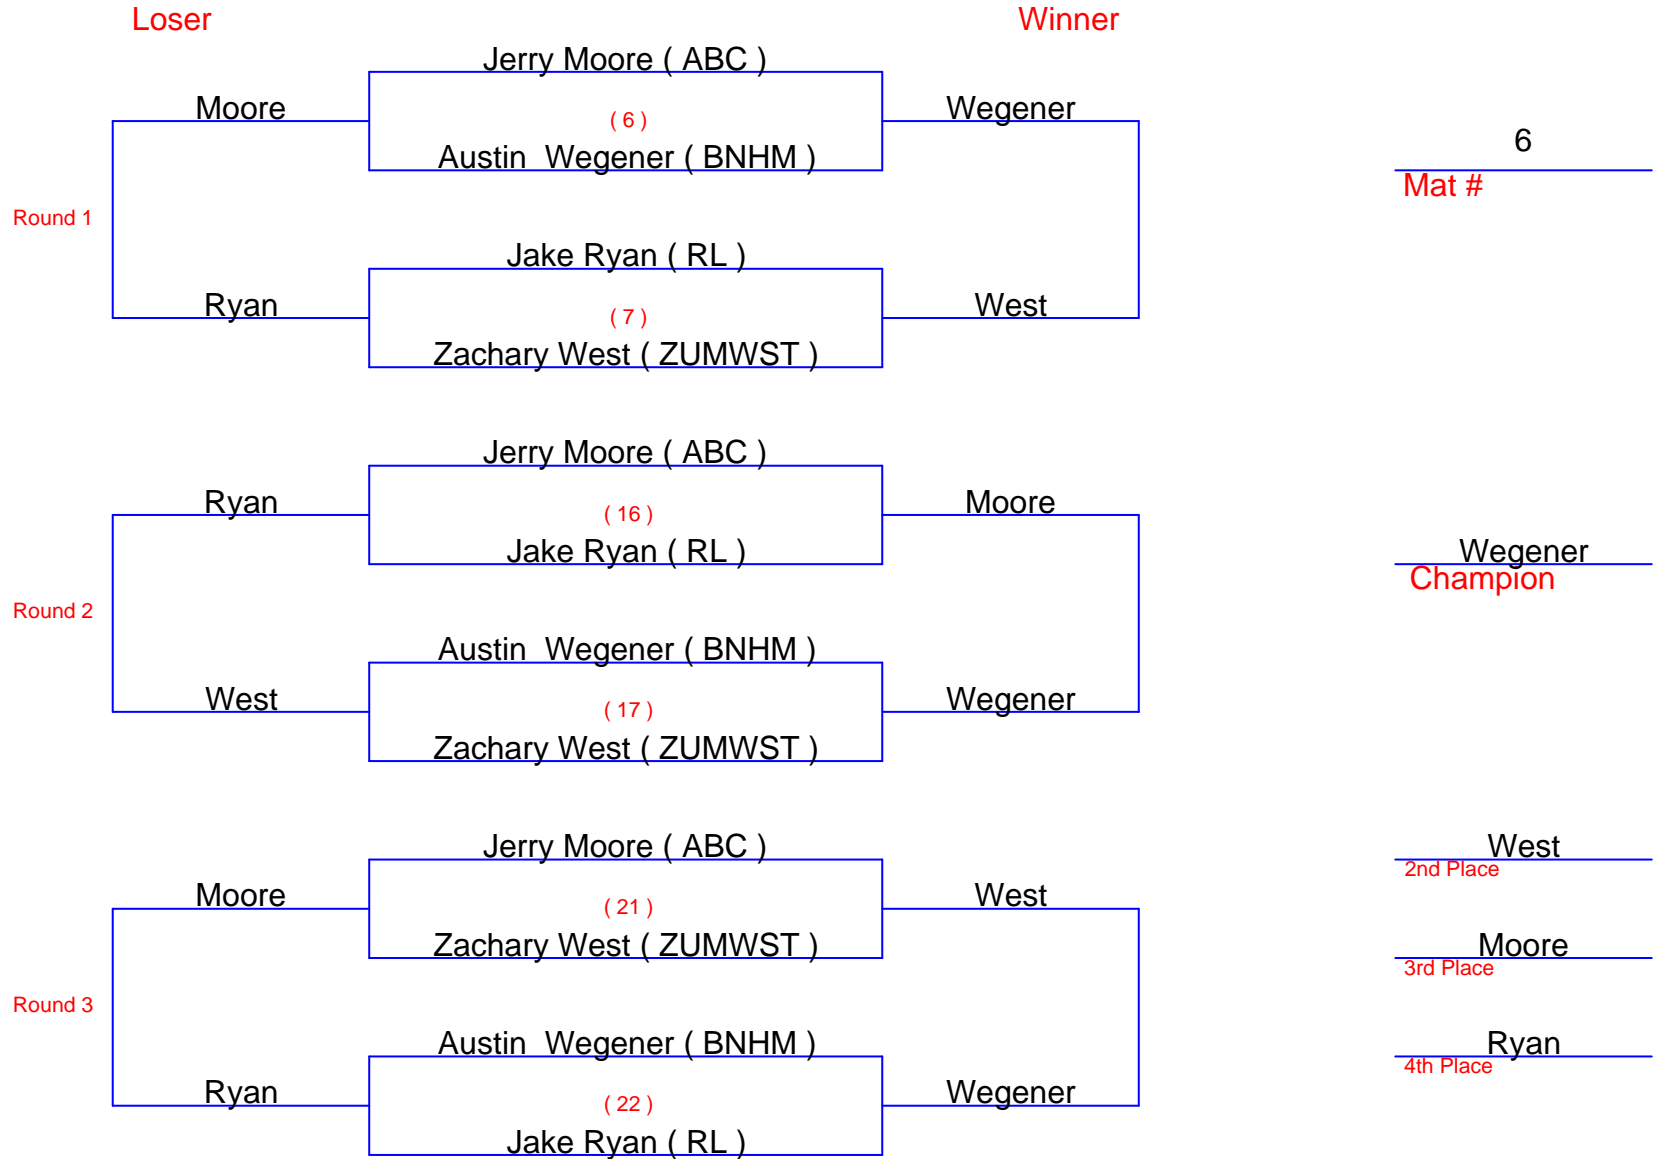 Loser
Winner
Jerry Moore ( ABC )
Moore
( 6 )
Wegener
Austin  Wegener ( BNHM )
6
Mat #
Round 1
Jake Ryan ( RL )
Ryan
( 7 )
West
Zachary West ( ZUMWST )
Jerry Moore ( ABC )
Ryan
( 16 )
Moore
Jake Ryan ( RL )
Wegener
Champion
Round 2
Austin  Wegener ( BNHM )
West
( 17 )
Wegener
Zachary West ( ZUMWST )
Jerry Moore ( ABC )
West
2nd Place
Moore
( 21 )
West
Zachary West ( ZUMWST )
Moore
3rd Place
Round 3
Austin  Wegener ( BNHM )
Ryan
4th Place
Ryan
( 22 )
Wegener
Jake Ryan ( RL )